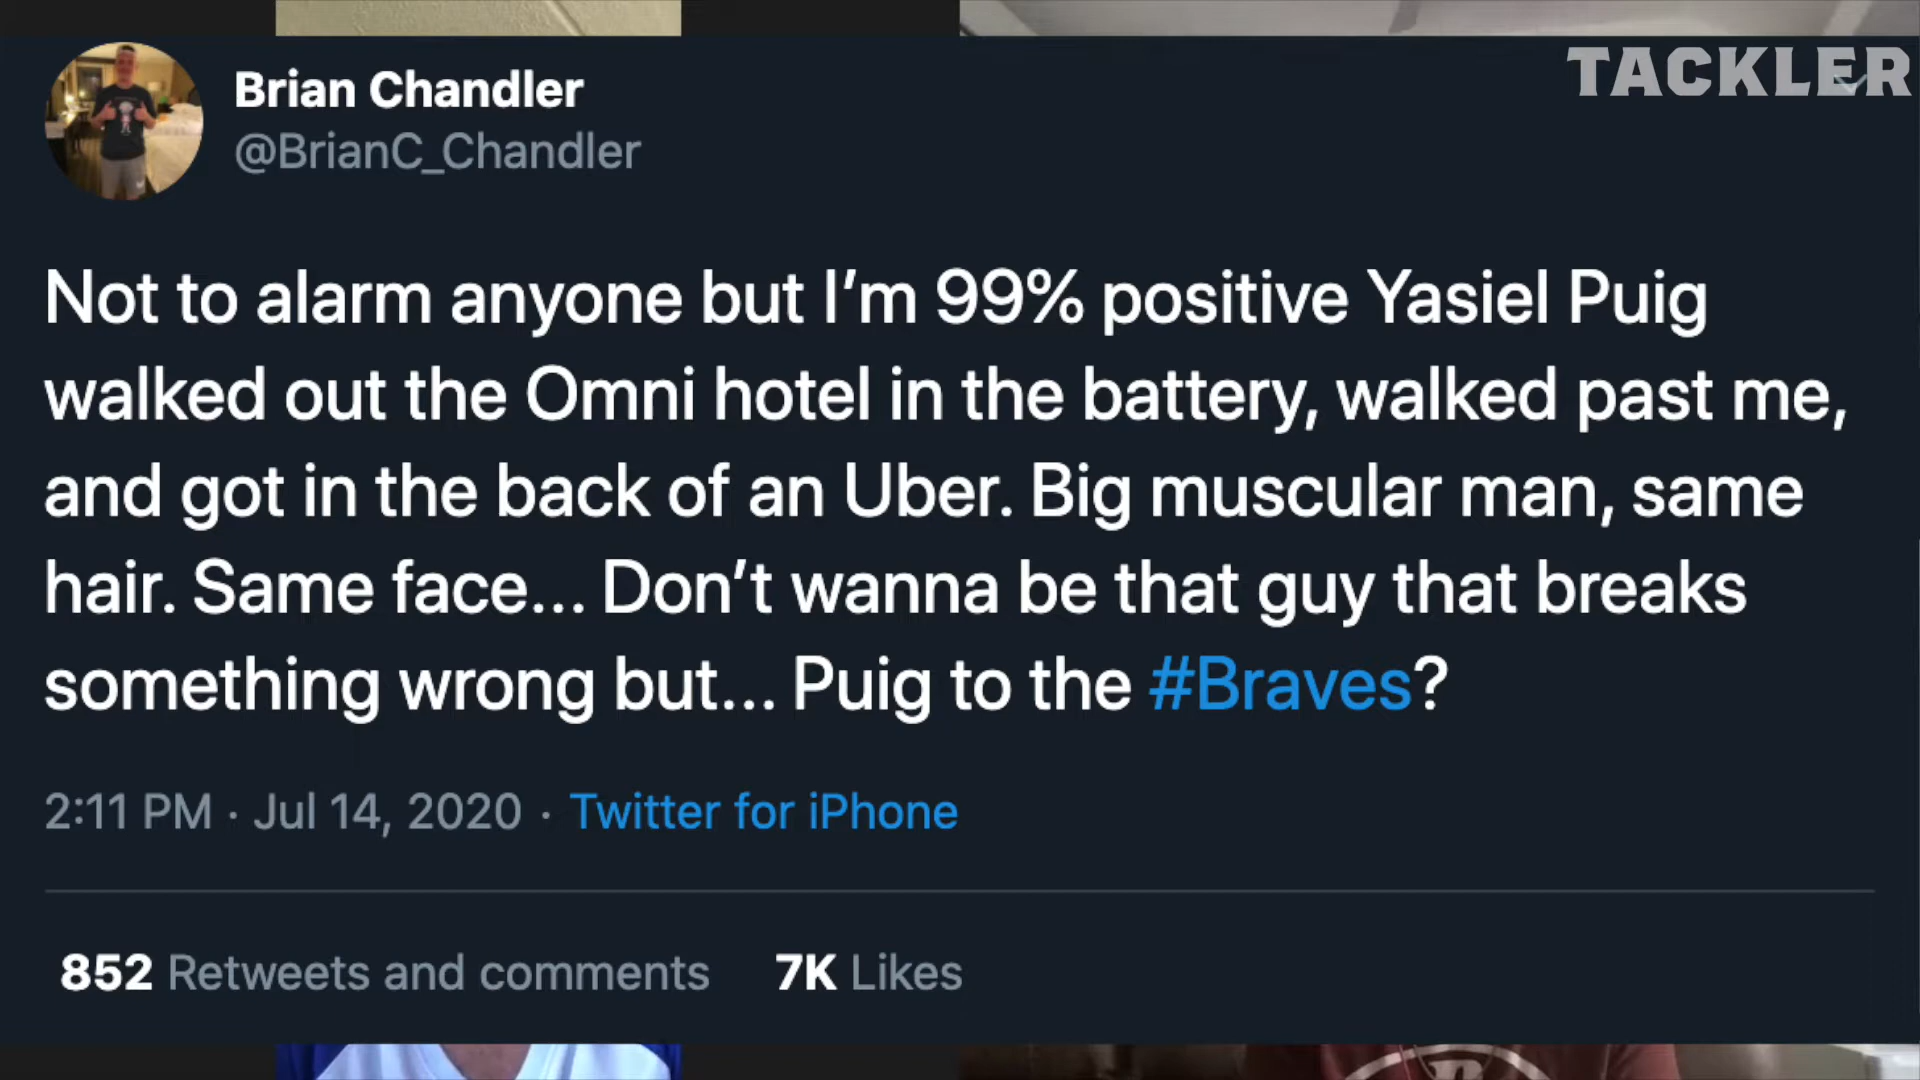 TACKLER
Brian Chandler
@BrianC_Chandler
Not to alarm anyone but I’m 99% positive Yasiel Puig
walked out the Omni hotel in the battery, walked past me,
and got in the back of an Uber. Big muscular man, same
hair. Same face... Don’t wanna be that guy that breaks
something wrong but... Puig to the #Braves?
2:11 PM · Jul 14, 2020 · Twitter for iPhone
852 Retweets and comments 7K Likes